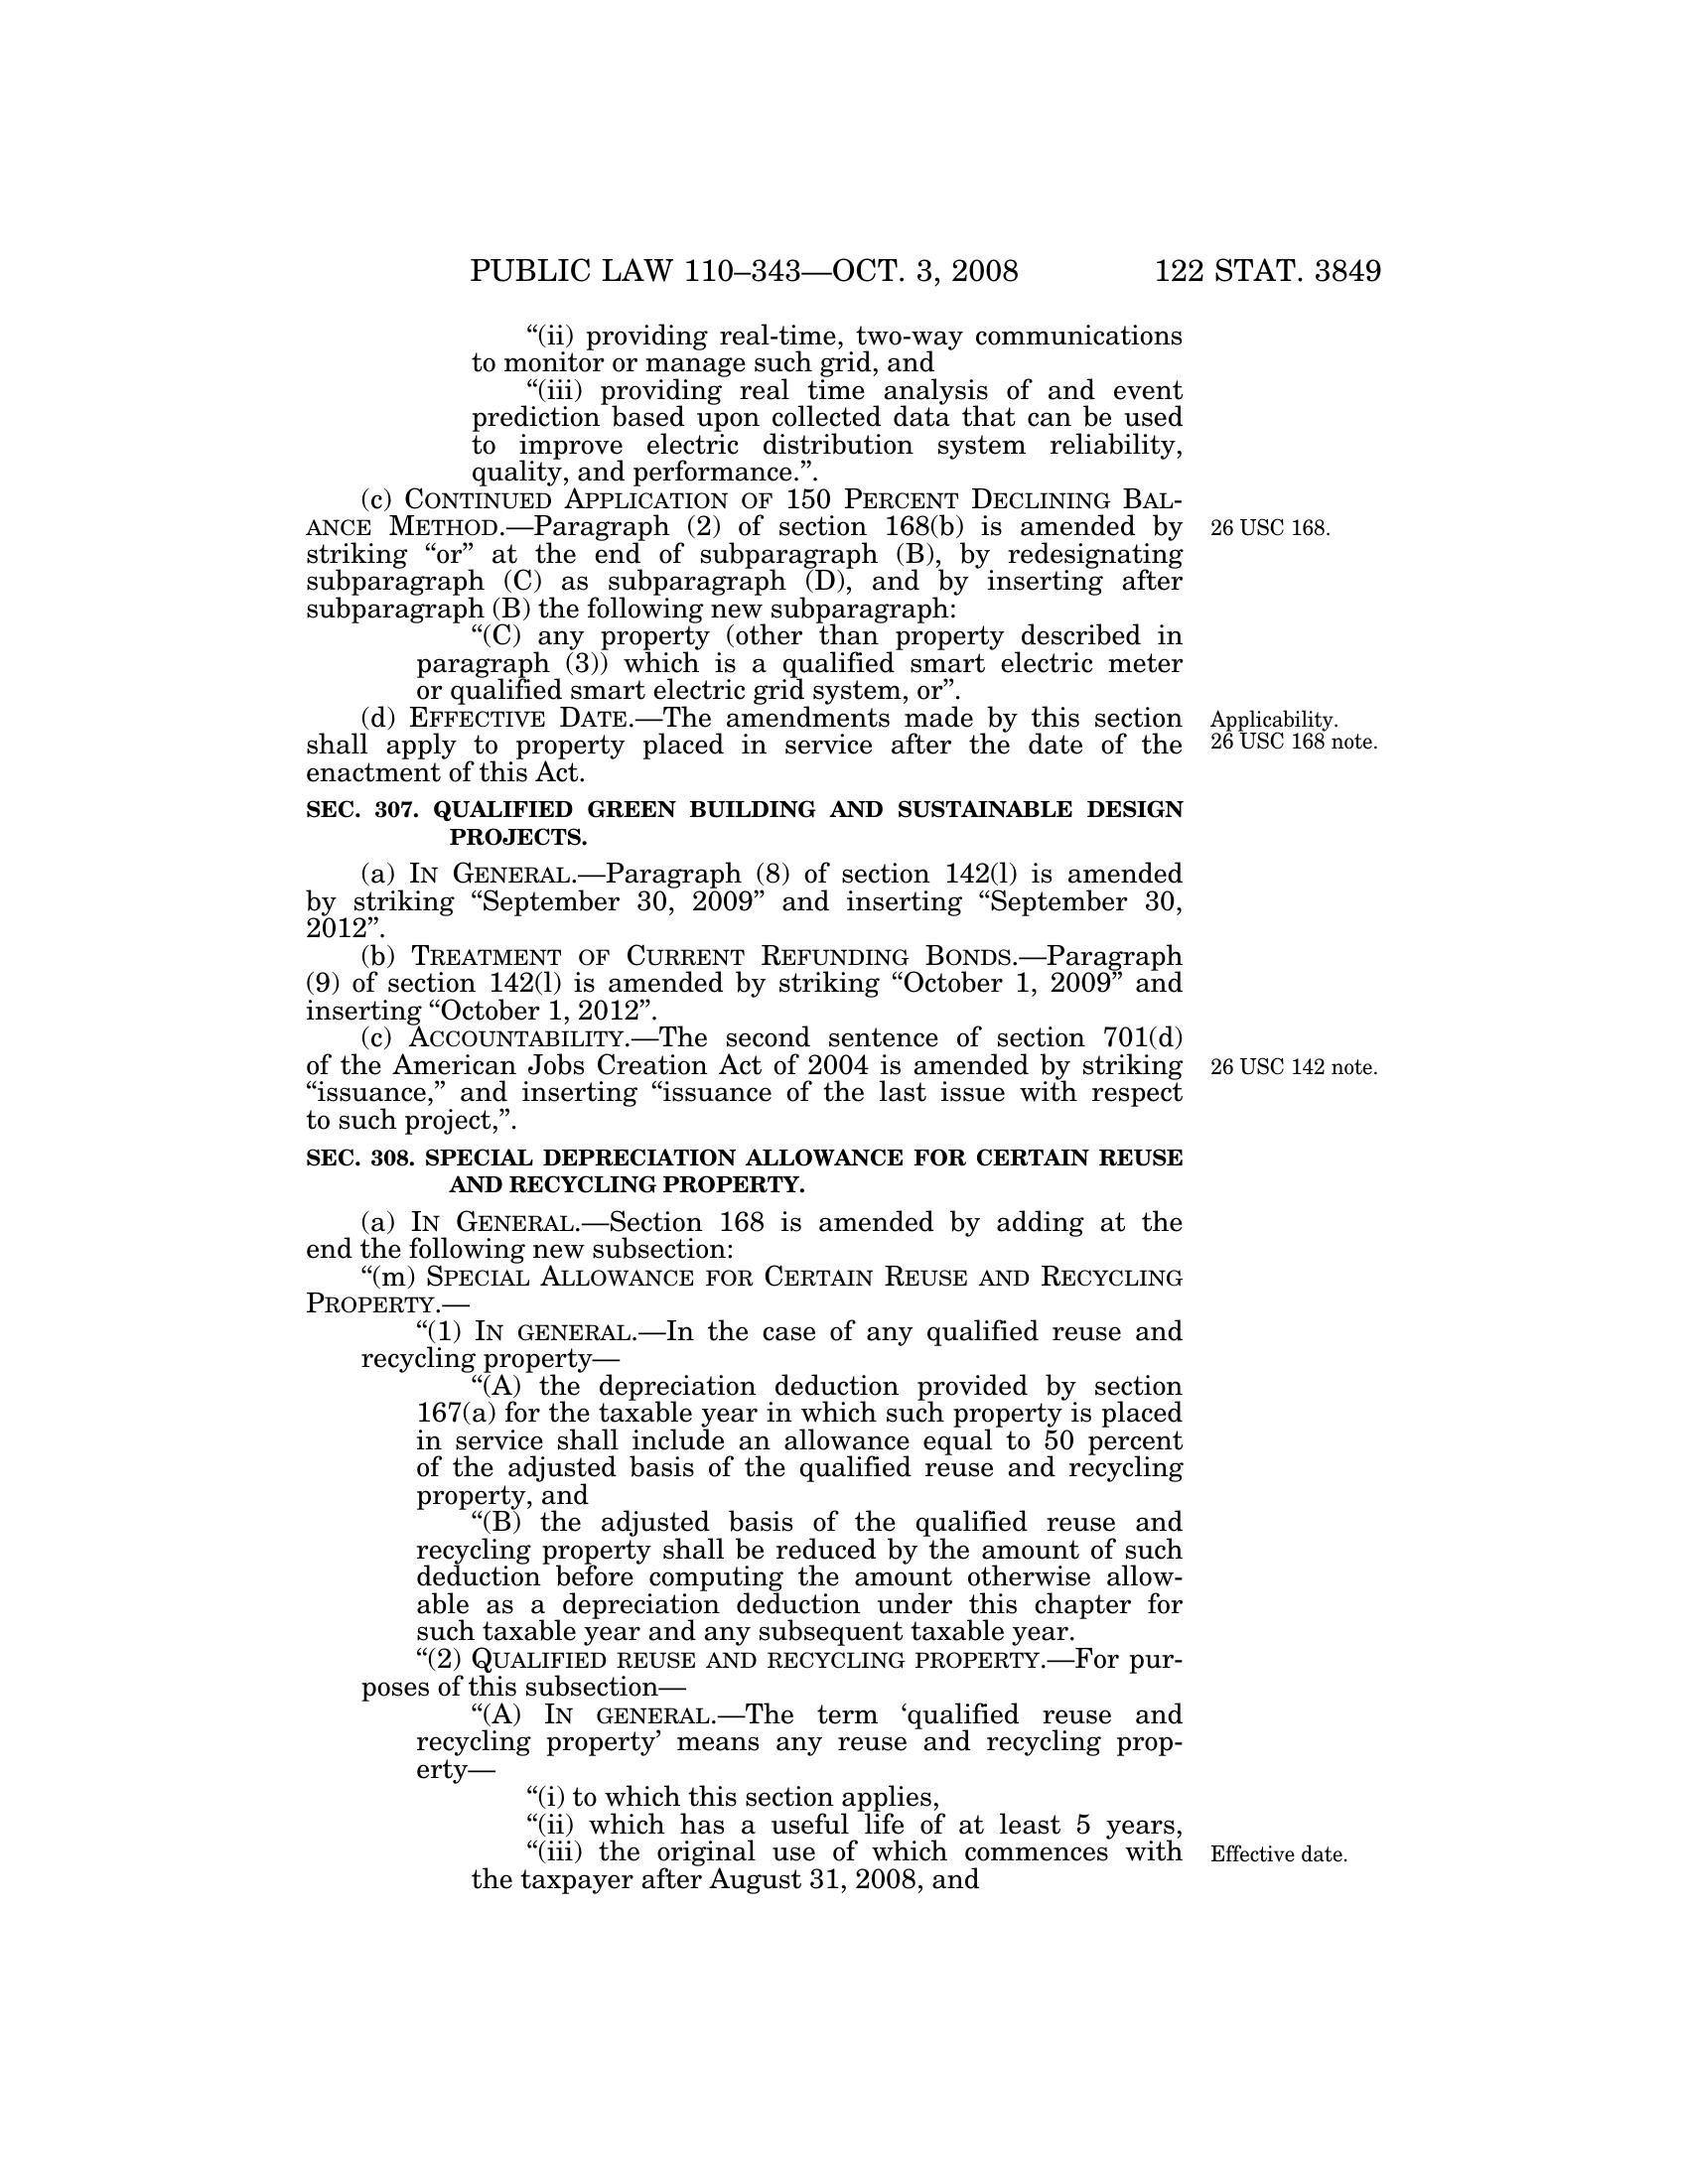 PUBLIC LAW 110–343—OCT. 3, 2008 122 STAT. 3849
“(ii) providing real-time, two-way communications
to monitor or manage such grid, and
“(iii) providing real time analysis of and event
prediction based upon collected data that can be used
to improve electric distribution system reliability,
quality, and performance.”.
(c) CONTINUED APPLICATION OF 150 PERCENT DECLINING BAL-
ANCE METHOD.—Paragraph (2) of section 168(b) is amended by
striking “or” at the end of subparagraph (B), by redesignating
subparagraph (C) as subparagraph (D), and by inserting after
subparagraph (B) the following new subparagraph:
“(C) any property (other than property described in
paragraph (3)) which is a qualified smart electric meter
or qualified smart electric grid system, or”.
(d) EFFECTIVE DATE.—The amendments made by this section
shall apply to property placed in service after the date of the
enactment of this Act.
SEC. 307. QUALIFIED GREEN BUILDING AND SUSTAINABLE DESIGN
PROJECTS.
(a) IN GENERAL.—Paragraph (8) of section 142(l) is amended
by striking “September 30, 2009” and inserting “September 30,
2012”.
(b) TREATMENT OF CURRENT REFUNDING BONDS.—Paragraph
(9) of section 142(l) is amended by striking “October 1, 2009” and
inserting “October 1, 2012”.
(c) ACCOUNTABILITY.—The second sentence of section 701(d)
of the American Jobs Creation Act of 2004 is amended by striking
“issuance,” and inserting “issuance of the last issue with respect
to such project,”.
SEC. 308. SPECIAL DEPRECIATION ALLOWANCE FOR CERTAIN REUSE
AND RECYCLING PROPERTY.
(a) IN GENERAL.—Section 168 is amended by adding at the
end the following new subsection:
“(m) SPECIAL ALLOWANCE FOR CERTAIN REUSE AND RECYCLING
PROPERTY.—
“(1) IN GENERAL.—In the case of any qualified reuse and
recycling property—
“(A) the depreciation deduction provided by section
167(a) for the taxable year in which such property is placed
in service shall include an allowance equal to 50 percent
of the adjusted basis of the qualified reuse and recycling
property, and
“(B) the adjusted basis of the qualified reuse and
recycling property shall be reduced by the amount of such
deduction before computing the amount otherwise allow-
able as a depreciation deduction under this chapter for
such taxable year and any subsequent taxable year.
“(2) QUALIFIED REUSE AND RECYCLING PROPERTY.—For pur-
poses of this subsection—
“(A) IN GENERAL.—The term ‘qualified reuse and
recycling property’ means any reuse and recycling prop-
erty—
“(i) to which this section applies,
“(ii) which has a useful life of at least 5 years,
“(iii) the original use of which commences with
the taxpayer after August 31, 2008, and
26 USC 168.
Applicability.
26 USC 168 note.
26 USC 142 note.
Effective date.